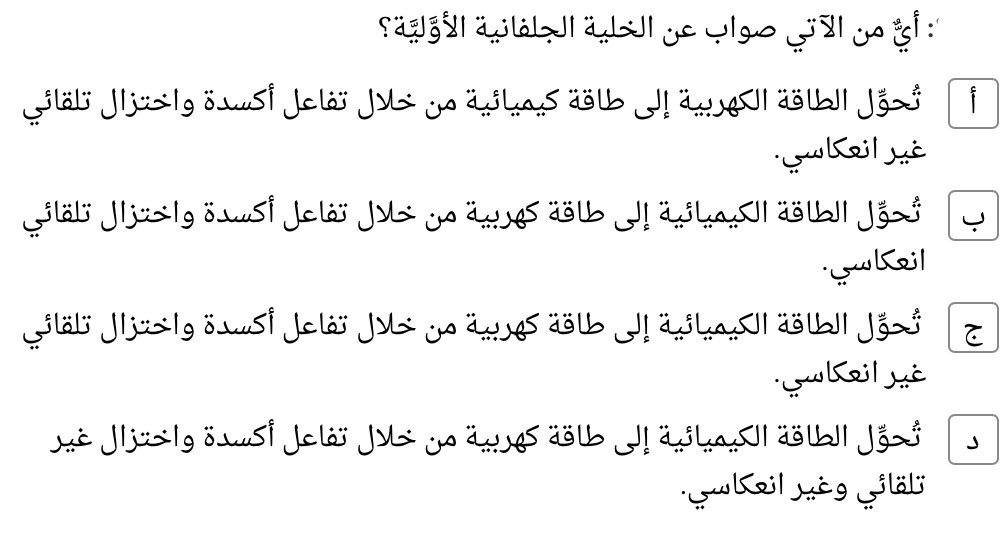 : أيٌّ من الآتي صواب عن الخلية الجلفانية الأوَّليَّة؟
أ تُحوِّل الطاقة الكهربية إلى طاقة كيميائية من خلال تفاعل أكسدة واختزال تلقائي
غير انعكاسي.
ب تُحوِّل الطاقة الكيميائية إلى طاقة كهربية من خلال تفاعل أكسدة واختزال تلقائي
انعكاسي.
ج تُحوِّل الطاقة الكيميائية إلى طاقة كهربية من خلال تفاعل أكسدة واختزال تلقائي
غير انعكاسي.
د تُحوِّل الطاقة الكيميائية إلى طاقة كهربية من خلال تفاعل أكسدة واختزال غير
تلقائي وغير انعكاسي.